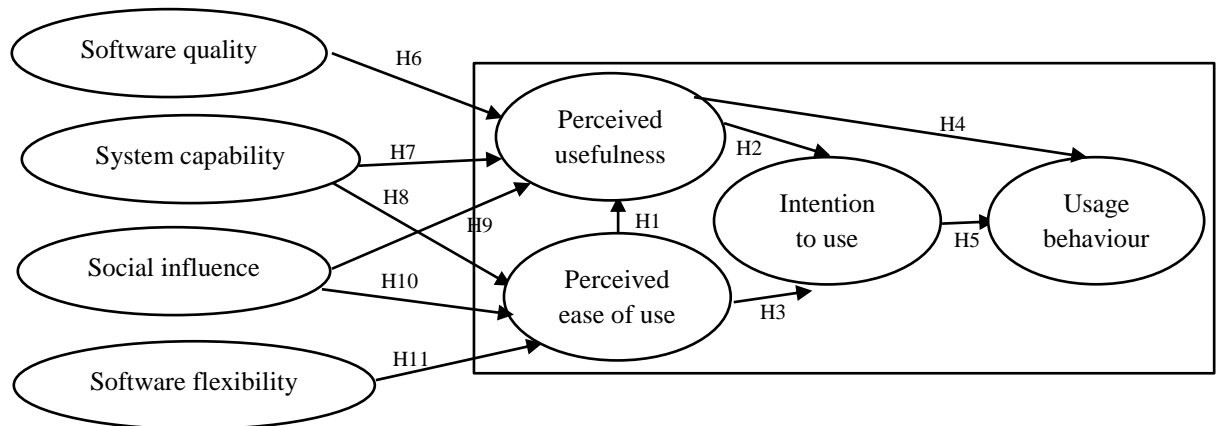 Software quality
H6
Perceived
usefulness
H4
System capability
H7
H2
H8
Intention
to use
Usage
behaviour
H9
H1
H5
Social influence
H10
Perceived
ease of use
H3
H11
Software flexibility